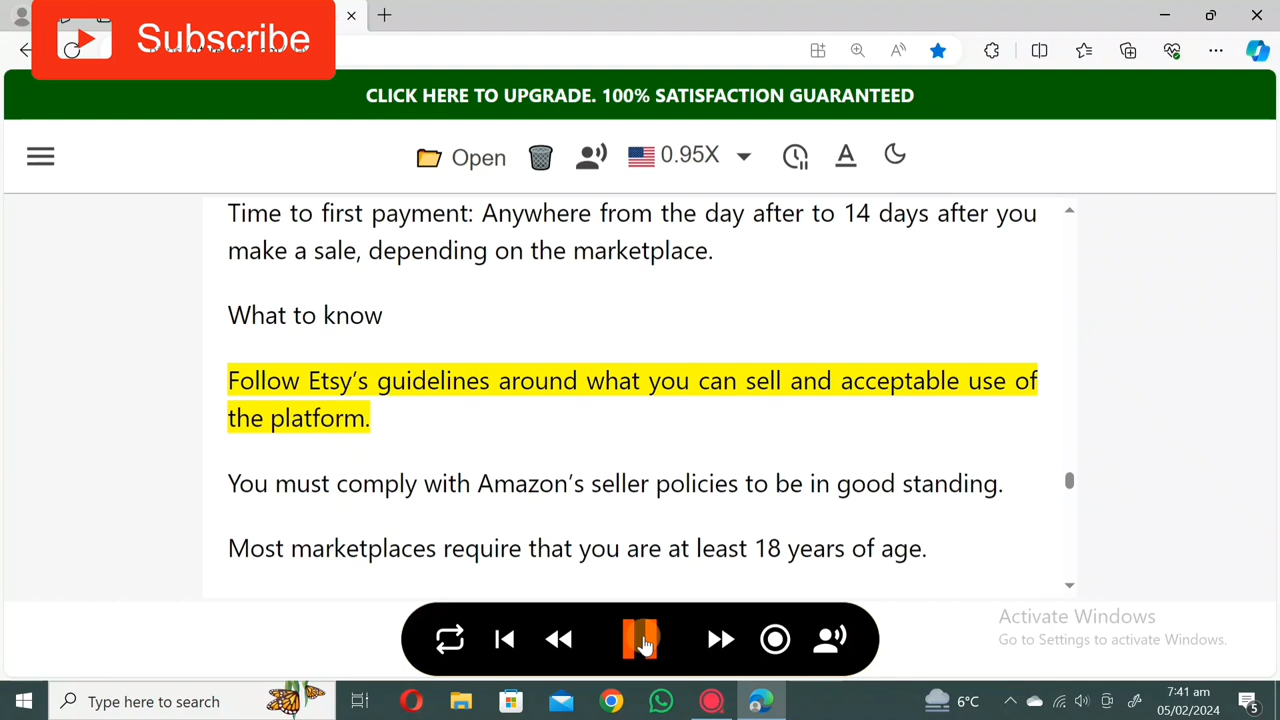 Subscribe
CLICK HERE TO UPGRADE. 100% SATISFACTION GUARANTEED
Open
0.95X
Time to first payment: Anywhere from the day after to 14 days after you
make a sale, depending on the marketplace.
What to know
Follow Etsy’s guidelines around what you can sell and acceptable use of
the platform.
You must comply with Amazon’s seller policies to be in good standing.
Most marketplaces require that you are at least 18 years of age.
Activate Windows
Go to Settings to activate Windows.
Type here to search
6°C
7:41 am
05/02/2024
5